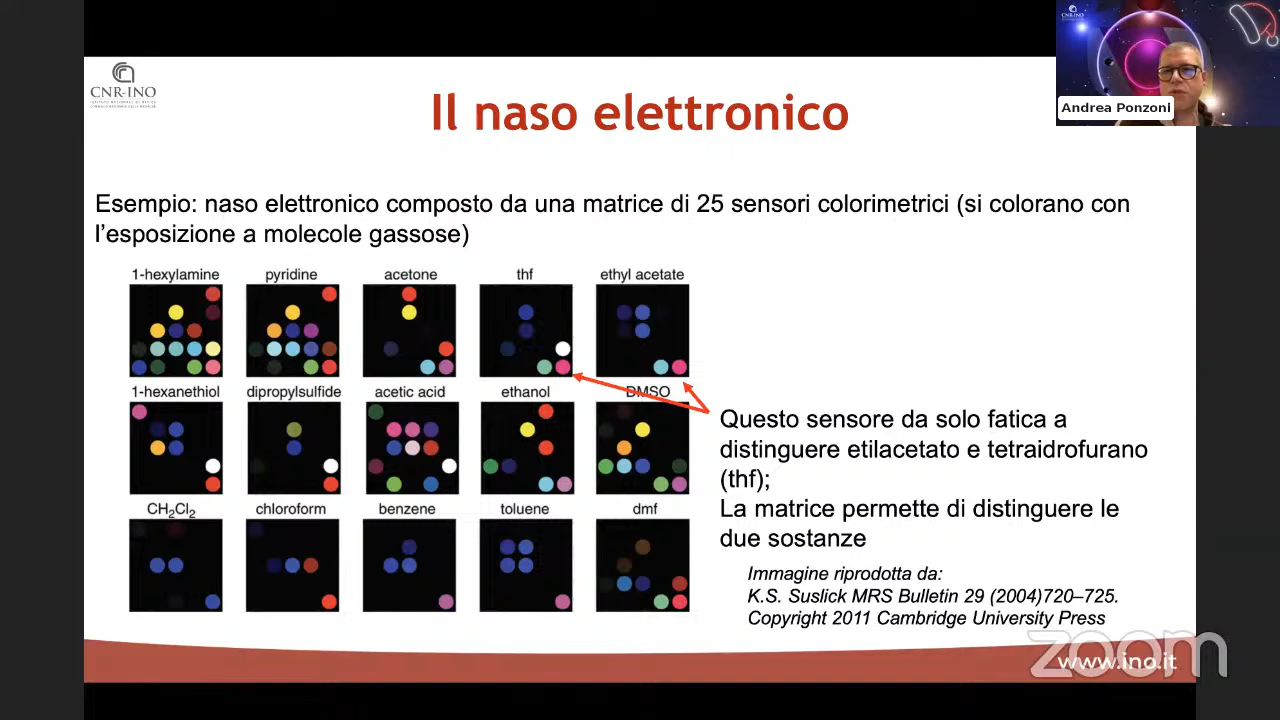 CNR-INO
CNR-INO
Andrea Ponzoni
Il naso elettronico
Esempio: naso elettronico composto da una matrice di 25 sensori colorimetrici (si colorano con
l’esposizione a molecole gassose)
1-hexylamine pyridine acetone thf ethyl acetate
1-hexanethiol dipropylsulfide acetic acid ethanol DMSO
CH₂Cl₂ chloroform benzene toluene dmf
Questo sensore da solo fatica a
distinguere etilacetato e tetraidrofurano
(thf);
La matrice permette di distinguere le
due sostanze
Immagine riprodotta da:
K.S. Suslick MRS Bulletin 29 (2004)720–725.
Copyright 2011 Cambridge University Press
zoom
www.ino.it